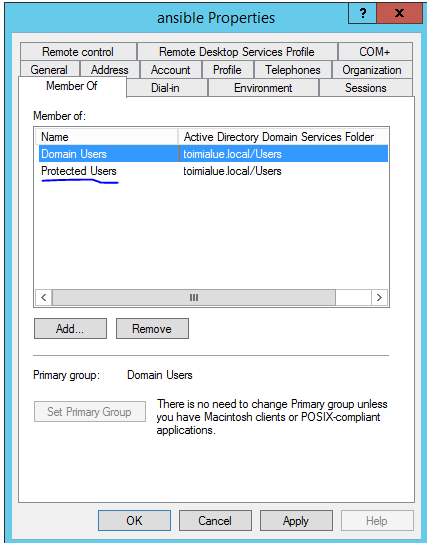 ansible Properties
? x
Remote control Remote Desktop Services Profile COM+
General Address Account Profile Telephones Organization
Member Of Dial-in Environment Sessions
Member of:
Name Active Directory Domain Services Folder
Domain Users toimialue.local/Users
Protected Users toimialue.local/Users
Add... Remove
Primary group: Domain Users
Set Primary Group There is no need to change Primary group unless
you have Macintosh clients or POSIX-compliant
applications.
OK Cancel Apply Help